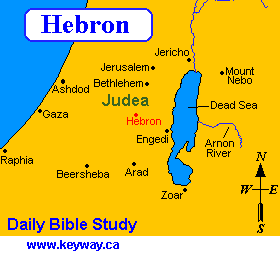 Hebron
Jericho
Jerusalem
Mount
Nebo
Bethlehem
Ashdod
Judea
Dead Sea
Gaza
Hebron
Engedi
Arnon
River
Raphia
Arad
Beersheba
N
W E
S
Zoar
Daily Bible Study
www.keyway.ca